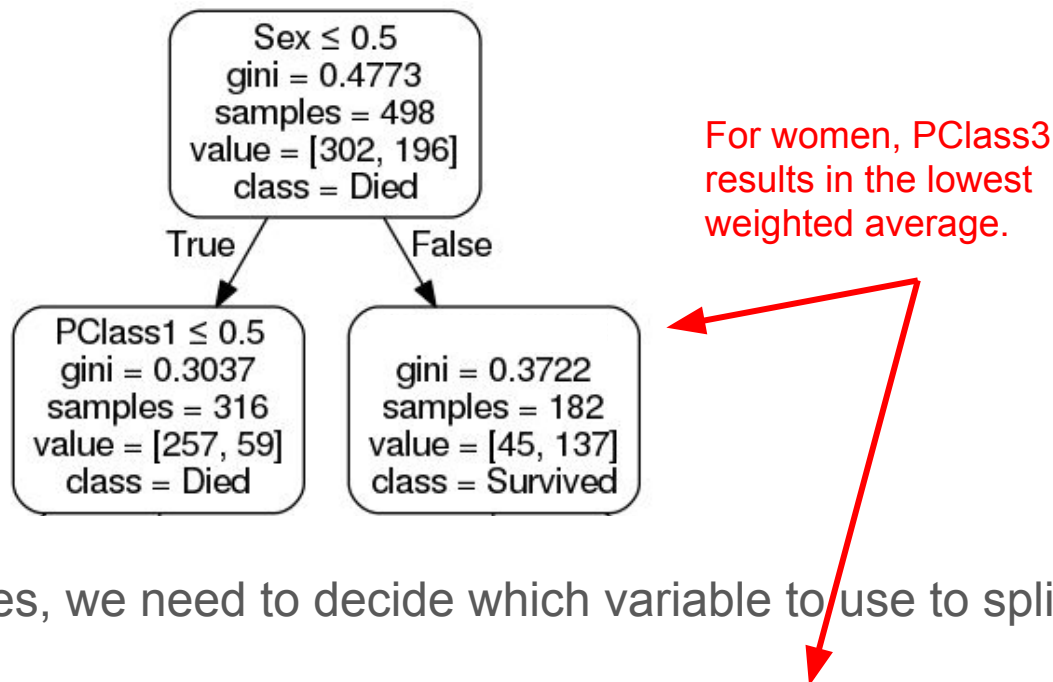 Sex ≤ 0.5
gini = 0.4773
samples = 498
value = [302, 196]
class = Died
For women, PClass3
results in the lowest
weighted average.
True
False
PClass1 ≤ 0.5
gini = 0.3037
samples = 316
value = [257, 59]
class = Died
gini = 0.3722
samples = 182
value = [45, 137]
class = Survived
es, we need to decide which variable to use to spli